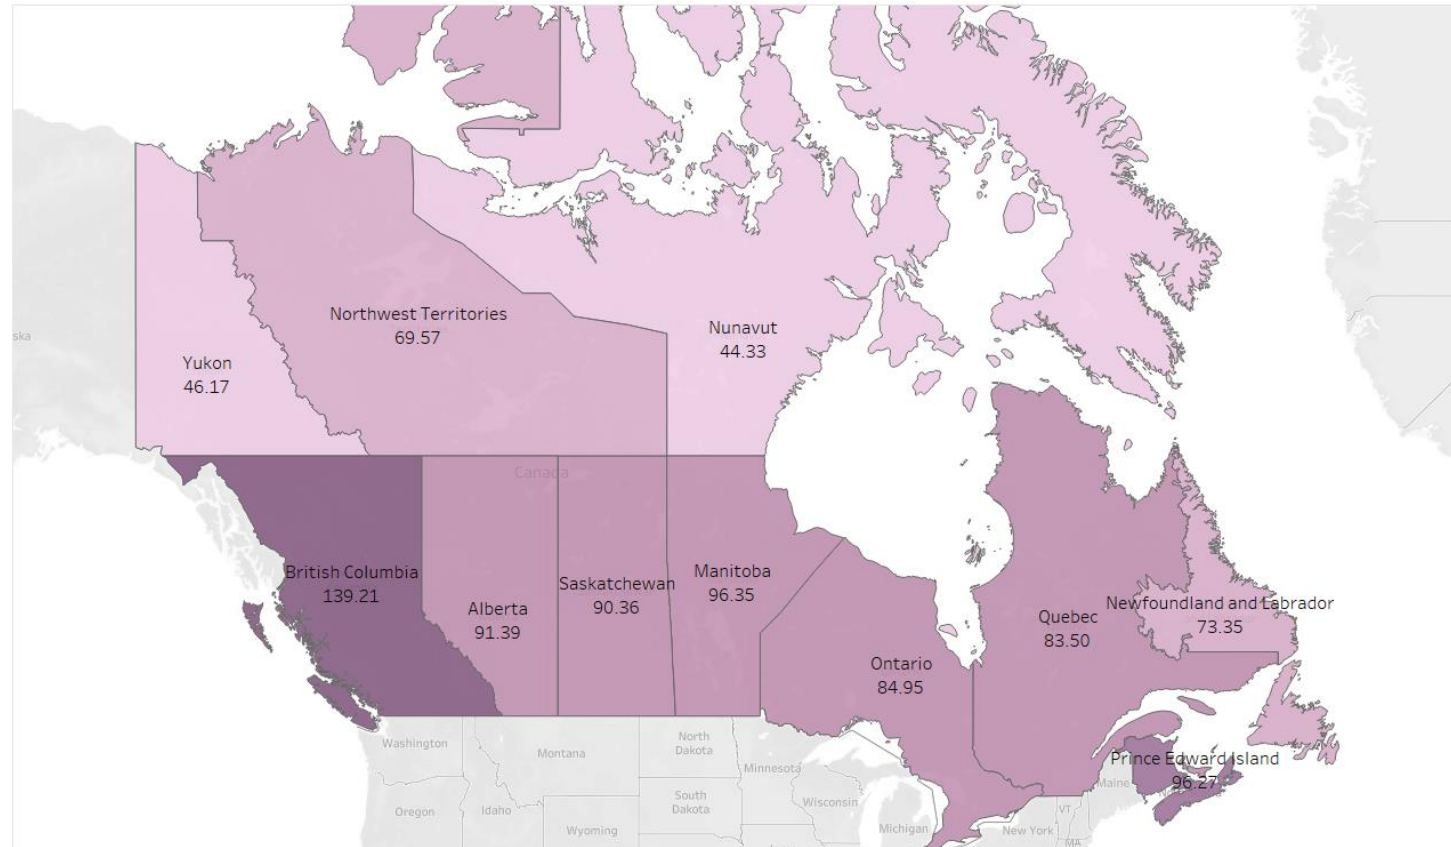 Northwest Territories
69.57
Nunavut
44.33
Yukon
46.17
ska
Canada
British Columbia
139.21
Alberta
91.39
Saskatchewan
90.36
Manitoba
96.35
Ontario
84.95
Quebec
83.50
Newfoundland and Labrador
73.35
Prince Edward Island
96.27
Washington
Montana
North
Dakota
Minnesota
Maine
Oregon
Idaho
Wyoming
South
Dakota
Wisconsin
Michigan
New York
VT
MA